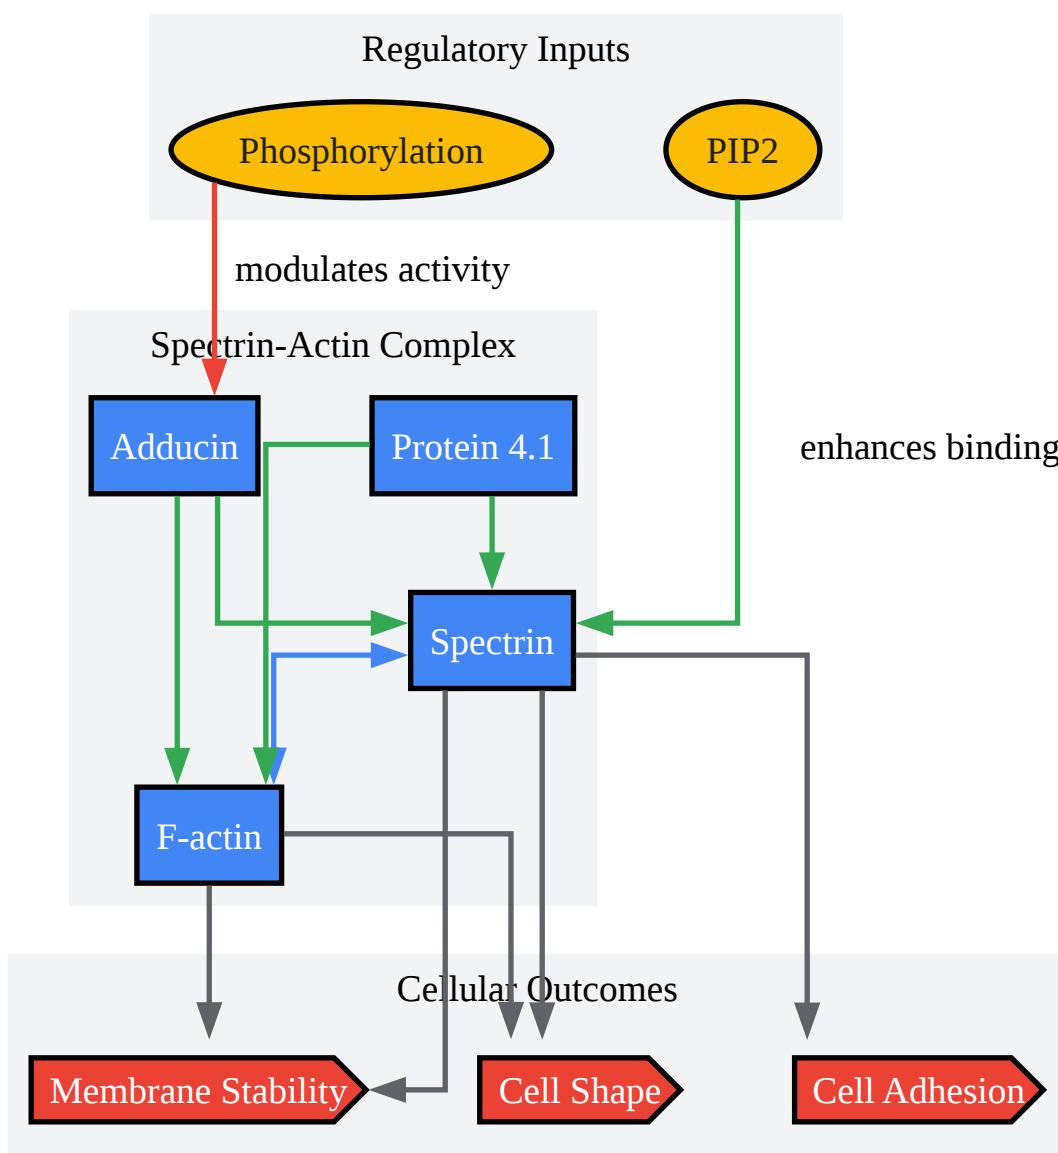 Regulatory Inputs
Phosphorylation
PIP2
modulates activity
Spectrin-Actin Complex
Adducin
Protein 4.1
enhances binding
Spectrin
F-actin
Cellular Outcomes
Membrane Stability
Cell Shape
Cell Adhesion